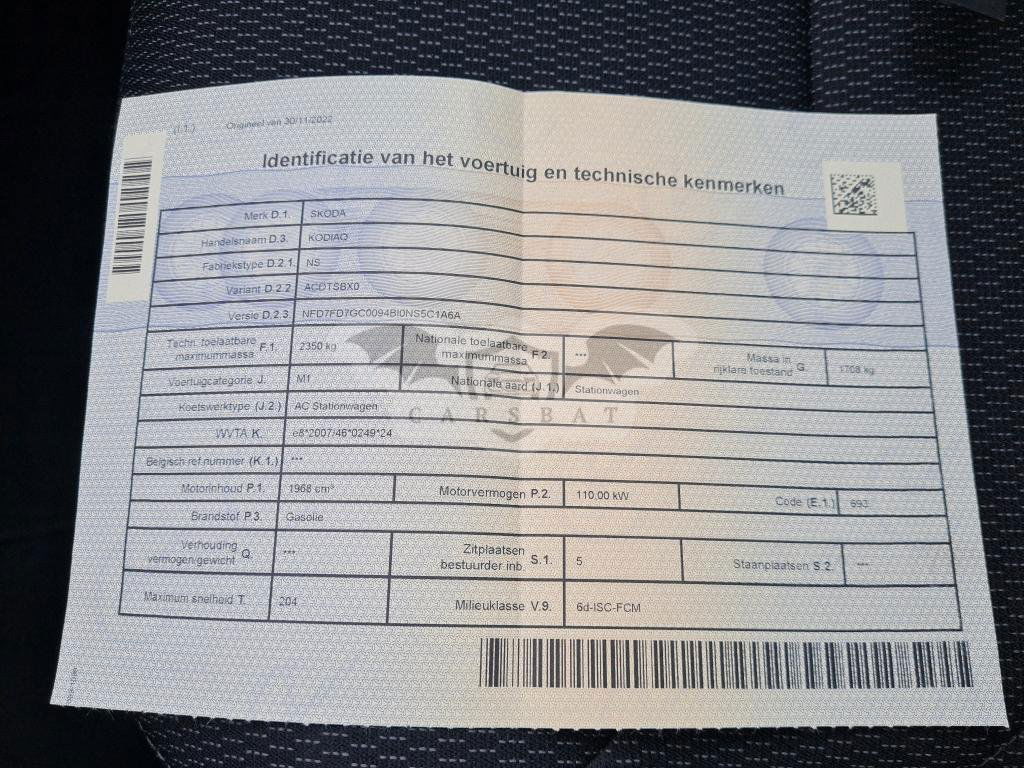 (I.1.) Origineel van 30/11/2022
Identificatie van het voertuig en technische kenmerken
Merk D.1. SKODA
Handelsnaam D.3. KODIAQ
Fabriekstype D.2.1. NS
Variant D.2.2. ACDTSBX0
Versie D.2.3. NFD7FD7GC0094BI0NS5C1A6A
Techn. toelaatbare maximummassa F.1. 2350 kg Nationale toelaatbare maximummassa F.2. --- Massa in rijklare toestand G. 1708 kg
Voertuigcategorie J. M1 Nationale aard (J.1.) Stationwagen
Koetswerktype (J.2.) AC Stationwagen
CARSBAT
WVTA K. e8*2007/46*0249*24
Belgisch ref.nummer (K.1.) ---
Motorinhoud P.1. 1968 cm³ Motorvermogen P.2. 110,00 kW Code (E.1.) 693
Brandstof P.3. Gasolie
Verhouding vermogen/gewicht Q. --- Zitplaatsen bestuurder inb. S.1. 5 Staanplaatsen S.2. ---
Maximum snelheid T. 204 Milieuklasse V.9. 6d-ISC-FCM